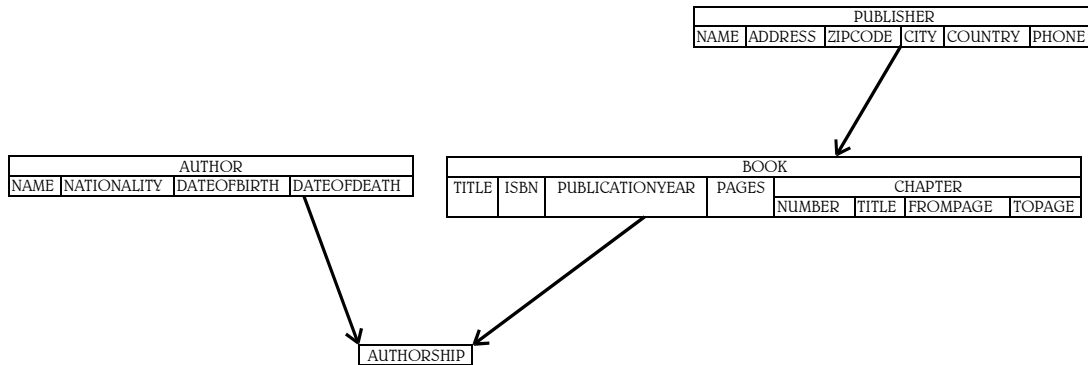 PUBLISHER
NAME ADDRESS ZIPCODE CITY COUNTRY PHONE
AUTHOR
NAME NATIONALITY DATEOFBIRTH DATEOFDEATH
BOOK
TITLE ISBN PUBLICATIONYEAR PAGES CHAPTER
NUMBER TITLE FROMPAGE TOPAGE
AUTHORSHIP